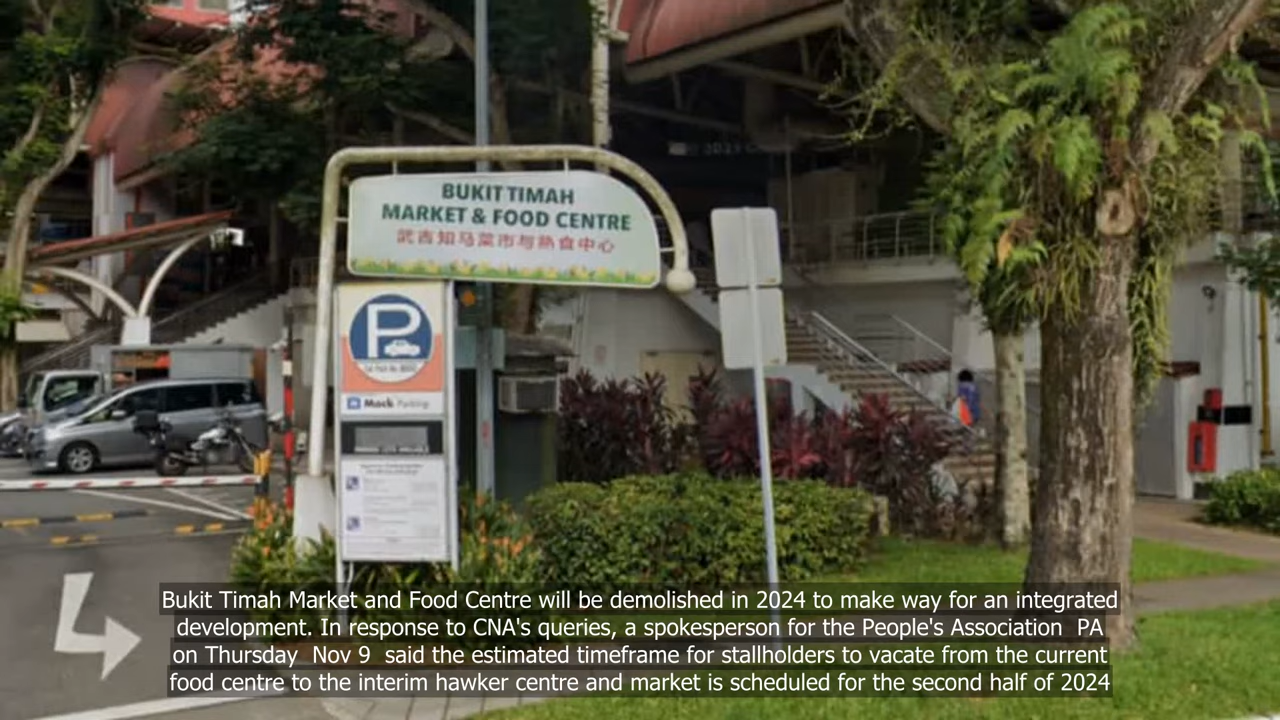 BUKIT TIMAH
MARKET & FOOD CENTRE
武吉知马菜市与熟食中心
P
Mock Parking
Bukit Timah Market and Food Centre will be demolished in 2024 to make way for an integrated
development. In response to CNA's queries, a spokesperson for the People's Association  PA
on Thursday  Nov 9  said the estimated timeframe for stallholders to vacate from the current
food centre to the interim hawker centre and market is scheduled for the second half of 2024